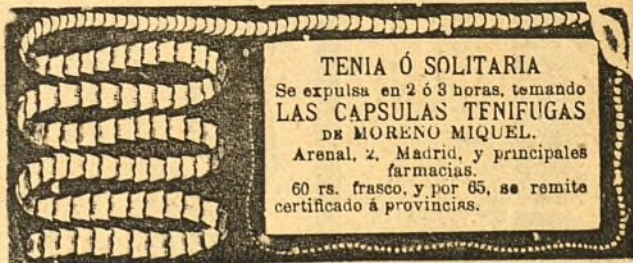 TENIA Ó SOLITARIA
Se expulsa en 2 ó 3 horas, tomando
LAS CAPSULAS TENIFUGAS
DE MORENO MIQUEL.
Arenal, 2, Madrid, y principales
farmacias.
60 rs. frasco, y por 65, se remite
certificado á provincias.